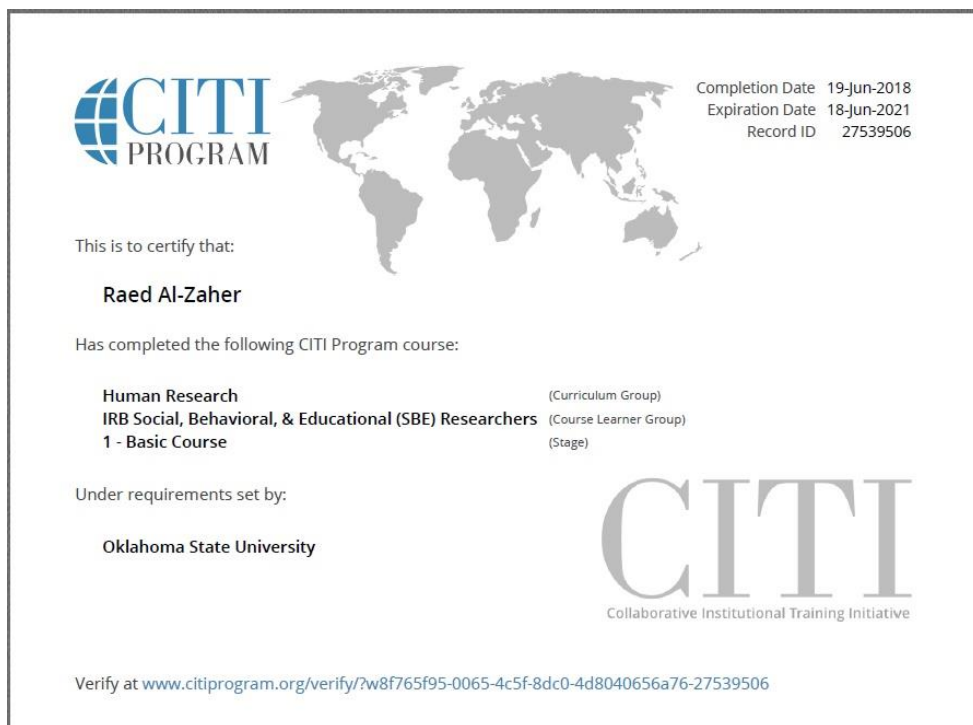 CITI
PROGRAM
Completion Date 19-Jun-2018
Expiration Date 18-Jun-2021
Record ID 27539506
This is to certify that:
Raed Al-Zaher
Has completed the following CITI Program course:
Human Research (Curriculum Group)
IRB Social, Behavioral, & Educational (SBE) Researchers (Course Learner Group)
1 - Basic Course (Stage)
Under requirements set by:
Oklahoma State University
CITI
Collaborative Institutional Training Initiative
Verify at www.citiprogram.org/verify/?w8f765f95-0065-4c5f-8dc0-4d8040656a76-27539506